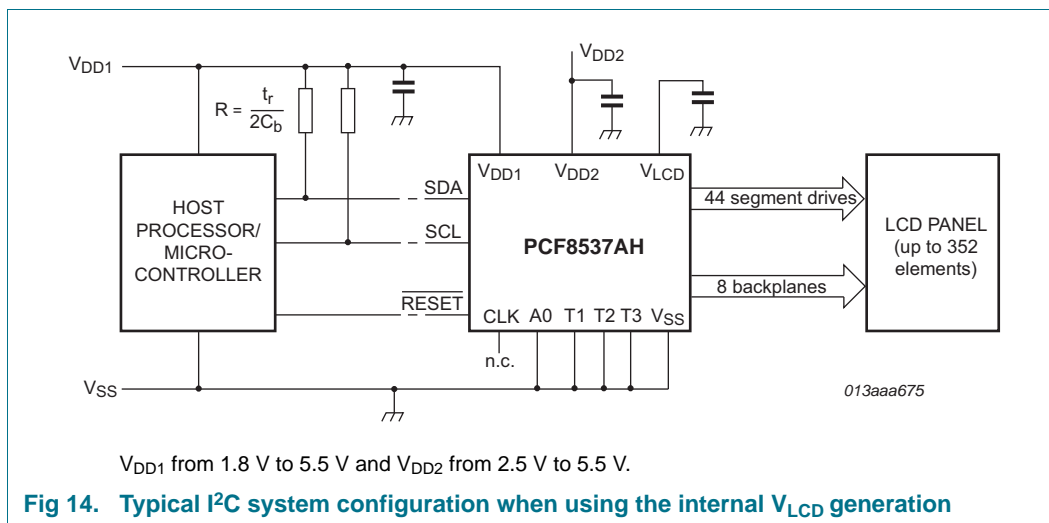 VDD1
VDD2
R = tr/2Cb
VDD1 VDD2 VLCD
HOST
PROCESSOR/
MICRO-
CONTROLLER
SDA
SCL
RESET
PCF8537AH
44 segment drives
8 backplanes
LCD PANEL
(up to 352
elements)
CLK A0 T1 T2 T3 VSS
n.c.
VSS
013aaa675
VDD1 from 1.8 V to 5.5 V and VDD2 from 2.5 V to 5.5 V.
Fig 14. Typical I²C system configuration when using the internal VLCD generation